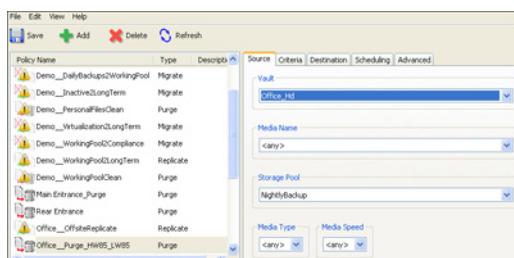 File Edit View Help
Save Add Delete Refresh
Policy Name Type Descripti
Demo__DailyBackups2WorkingPool Migrate
Demo__Inactive2LongTerm Migrate
Demo__PersonalFilesClean Purge
Demo__Virtualization2LongTerm Migrate
Demo__WorkingPool2Compliance Migrate
Demo__WorkingPool2LongTerm Replicate
Demo__WorkingPoolClean Purge
Main Entrance_Purge Purge
Rear Entrance Purge
Office__OffsiteReplicate Replicate
Office__Purge_HW85_LW85 Purge
Source Criteria Destination Scheduling Advanced
Vault
Office_Hd
Media Name
<any>
Storage Pool
NightlyBackup
Media Type Media Speed
<any> <any>